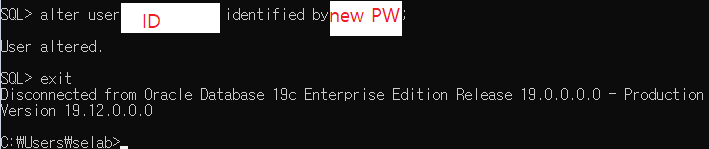 SQL> alter user ID identified by new PW;
User altered.
SQL> exit
Disconnected from Oracle Database 19c Enterprise Edition Release 19.0.0.0.0 - Production
Version 19.12.0.0.0
C:₩Users₩selab>